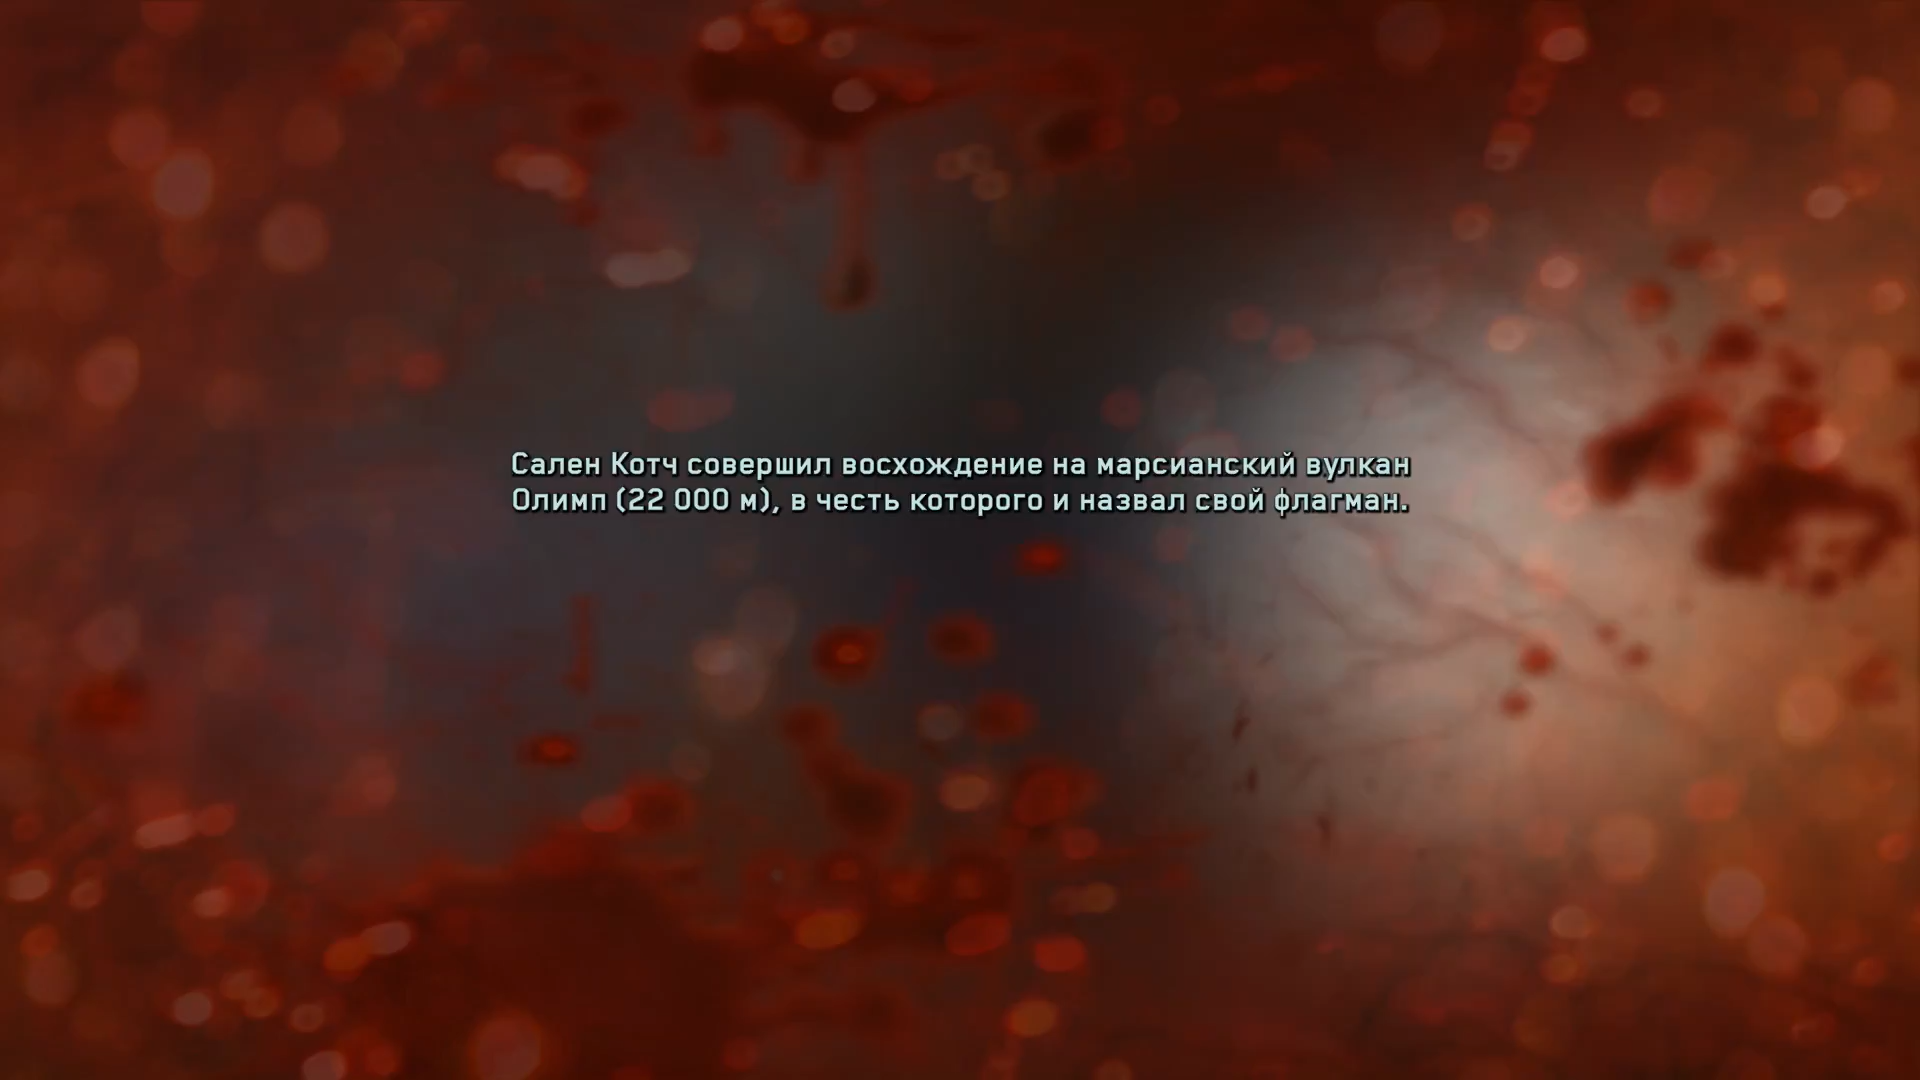 Сален Котч совершил восхождение на марсианский вулкан
Олимп (22 000 м), в честь которого и назвал свой флагман.